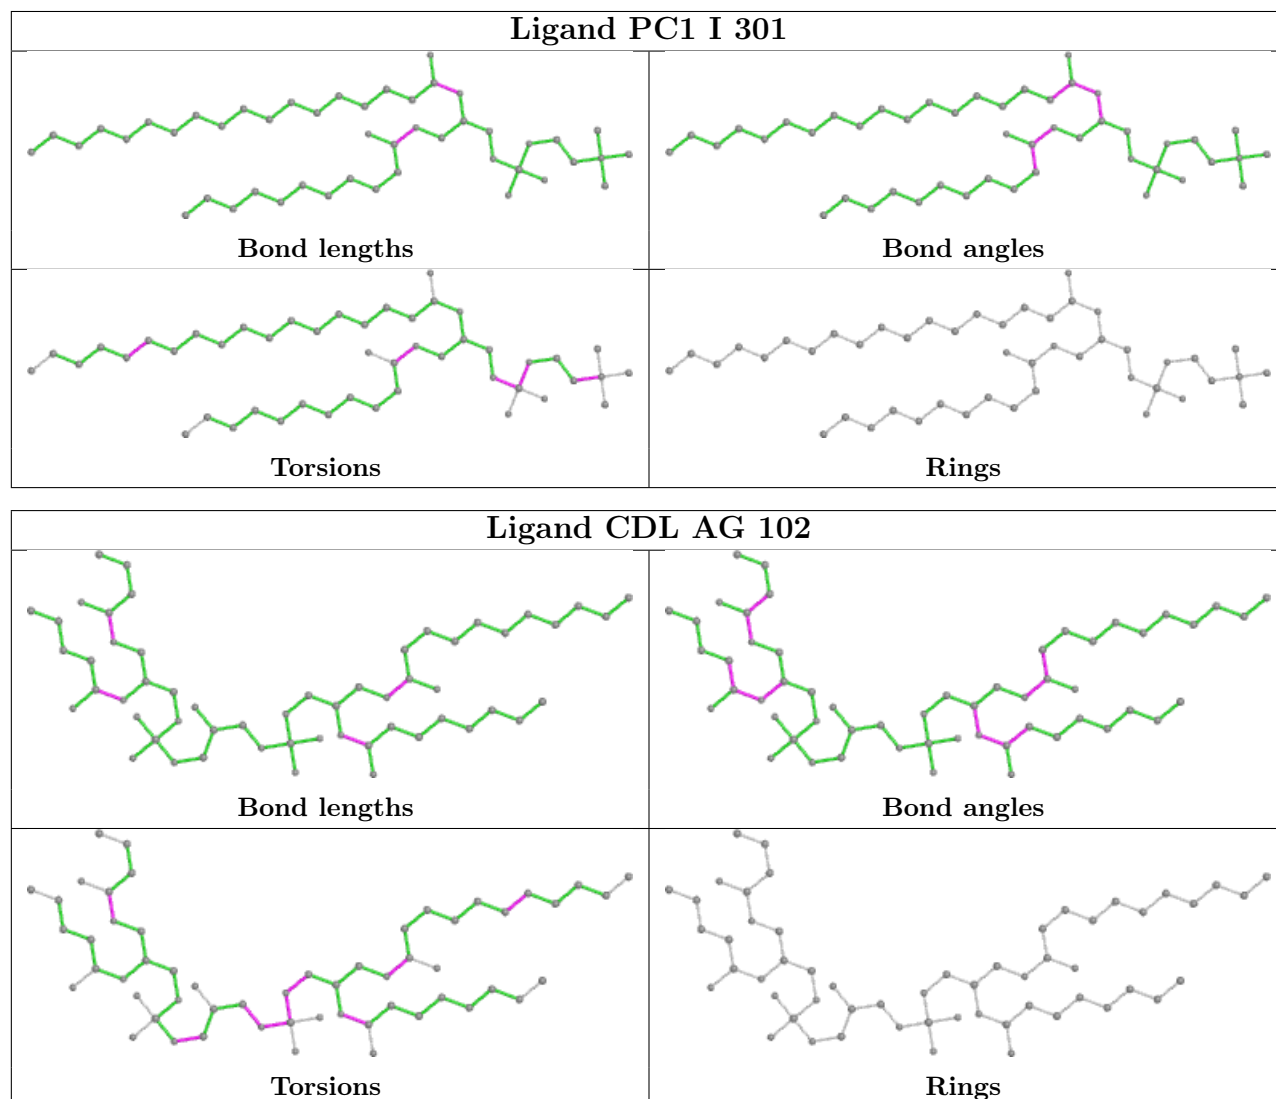 Ligand PC1 I 301
Bond lengths
Bond angles
Torsions
Rings
Ligand CDL AG 102
Bond lengths
Bond angles
Torsions
Rings